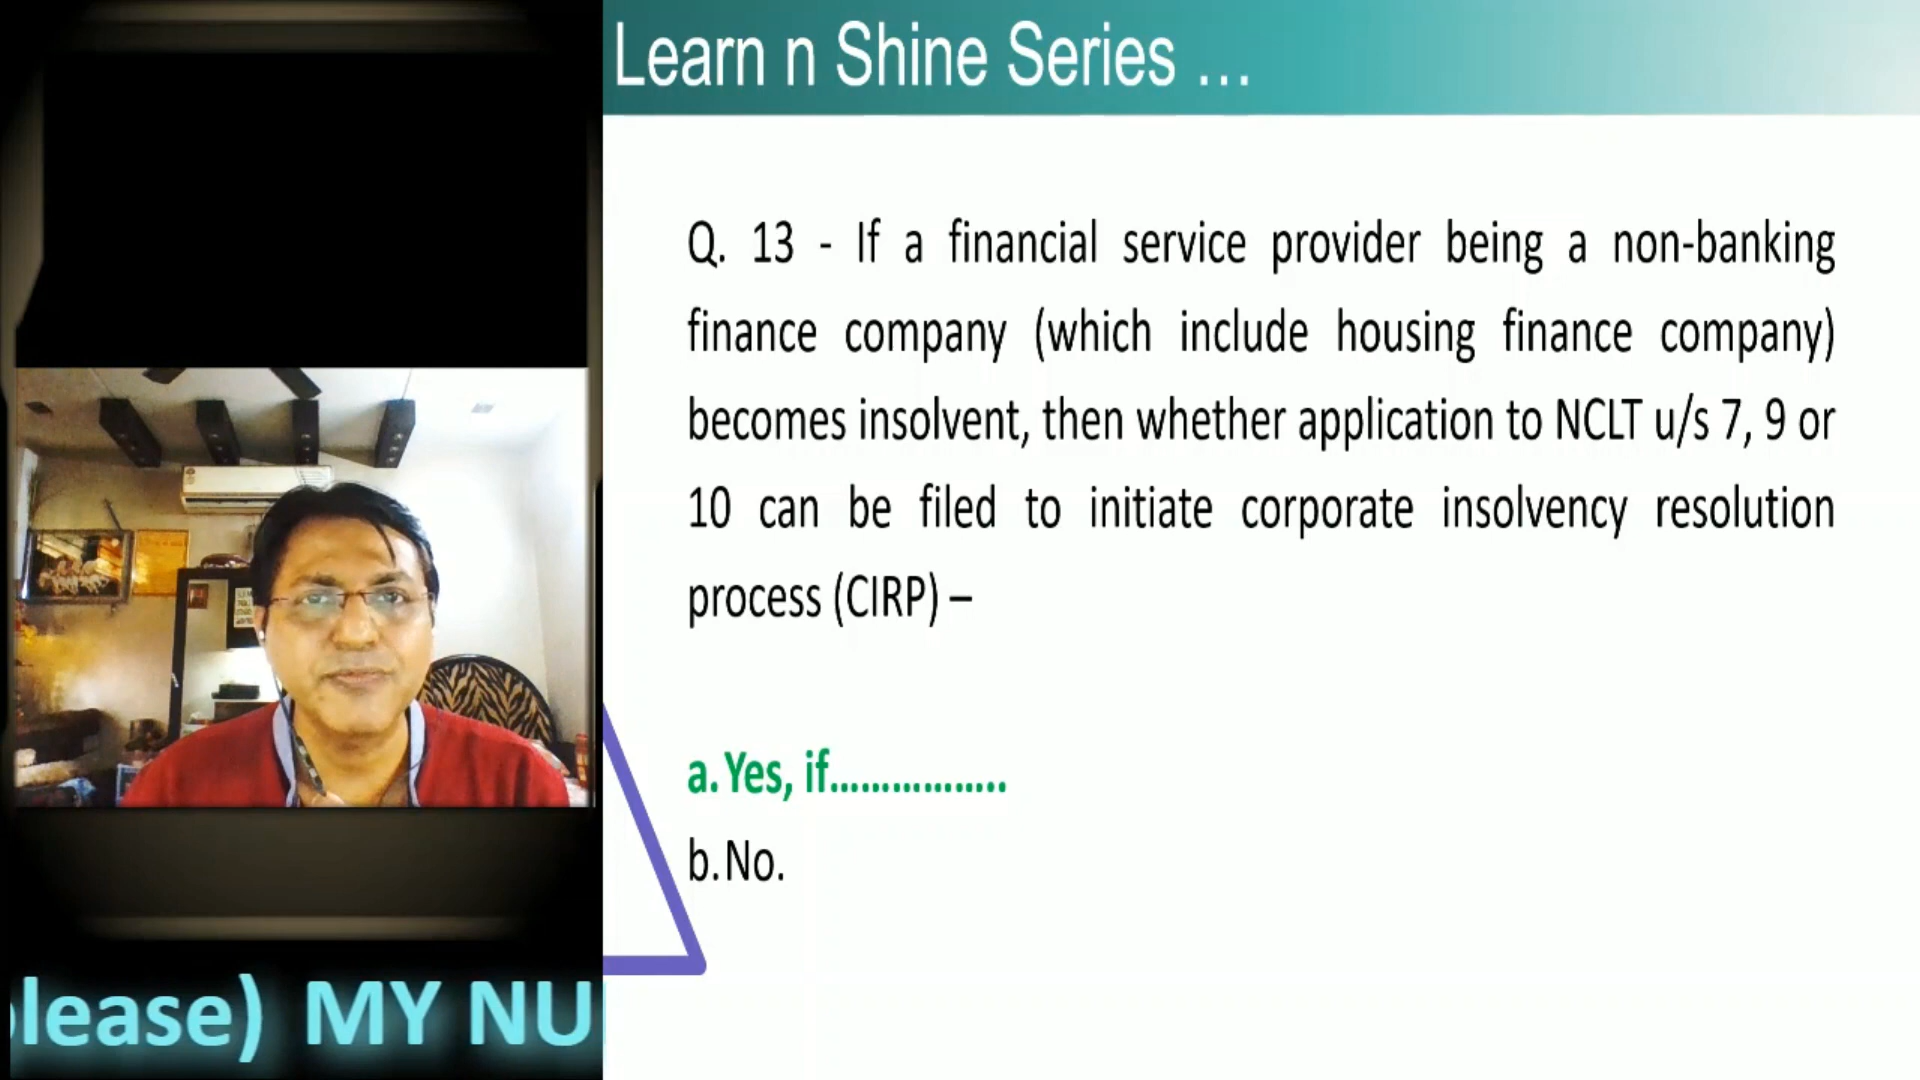 Learn n Shine Series ...
Q. 13 - If a financial service provider being a non-banking
finance company (which include housing finance company)
becomes insolvent, then whether application to NCLT u/s 7, 9 or
10 can be filed to initiate corporate insolvency resolution
process (CIRP) –
a. Yes, if.................
b. No.
lease) MY NU